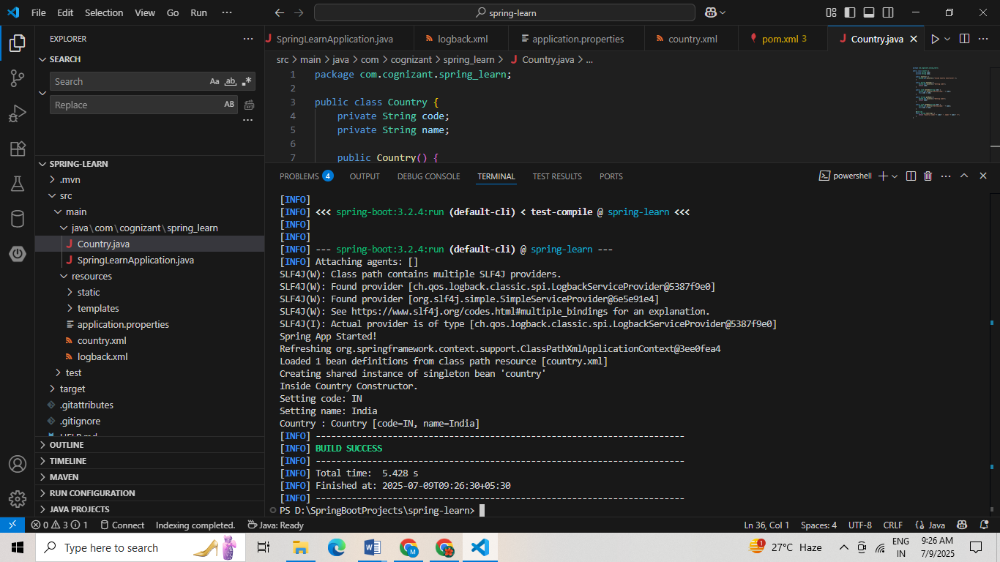 File Edit Selection View Go Run ···
spring-learn
EXPLORER
SEARCH
Search
Aa ab
Replace
AB
SPRING-LEARN
.mvn
src
main
java\com\cognizant\spring_learn
Country.java
SpringLearnApplication.java
resources
static
templates
application.properties
country.xml
logback.xml
test
target
.gitattributes
.gitignore
OUTLINE
TIMELINE
MAVEN
RUN CONFIGURATION
JAVA PROJECTS
SpringLearnApplication.java logback.xml application.properties country.xml pom.xml 3 Country.java
src > main > java > com > cognizant > spring_learn > Country.java > ...
1 package com.cognizant.spring_learn;
2
3 public class Country {
4 private String code;
5 private String name;
6
7 public Country() {
PROBLEMS 4 OUTPUT DEBUG CONSOLE TERMINAL TEST RESULTS PORTS
powershell
[INFO]
[INFO] <<< spring-boot:3.2.4:run (default-cli) < test-compile @ spring-learn <<<
[INFO]
[INFO]
[INFO] --- spring-boot:3.2.4:run (default-cli) @ spring-learn ---
[INFO] Attaching agents: []
SLF4J(W): Class path contains multiple SLF4J providers.
SLF4J(W): Found provider [ch.qos.logback.classic.spi.LogbackServiceProvider@5387f9e0]
SLF4J(W): Found provider [org.slf4j.simple.SimpleServiceProvider@6e5e91e4]
SLF4J(W): See https://www.slf4j.org/codes.html#multiple_bindings for an explanation.
SLF4J(I): Actual provider is of type [ch.qos.logback.classic.spi.LogbackServiceProvider@5387f9e0]
Spring App Started!
Refreshing org.springframework.context.support.ClassPathXmlApplicationContext@3ee0fea4
Loaded 1 bean definitions from class path resource [country.xml]
Creating shared instance of singleton bean 'country'
Inside Country Constructor.
Setting code: IN
Setting name: India
Country : Country [code=IN, name=India]
[INFO] ------------------------------------------------------------------------
[INFO] BUILD SUCCESS
[INFO] ------------------------------------------------------------------------
[INFO] Total time:  5.428 s
[INFO] Finished at: 2025-07-09T09:26:30+05:30
[INFO] ------------------------------------------------------------------------
PS D:\SpringBootProjects\spring-learn>
0 3 1 Connect Indexing completed. Java: Ready
Ln 36, Col 1 Spaces: 4 UTF-8 CRLF {} Java
Type here to search
1 27°C Haze
ENG
IN
9:26 AM
7/9/2025